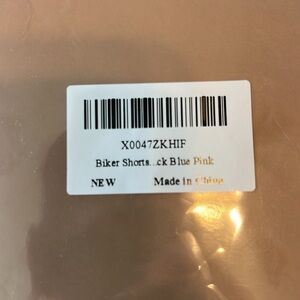 X0047ZKHIF
Biker Shorts...ck Blue Pink
NEW Made in China